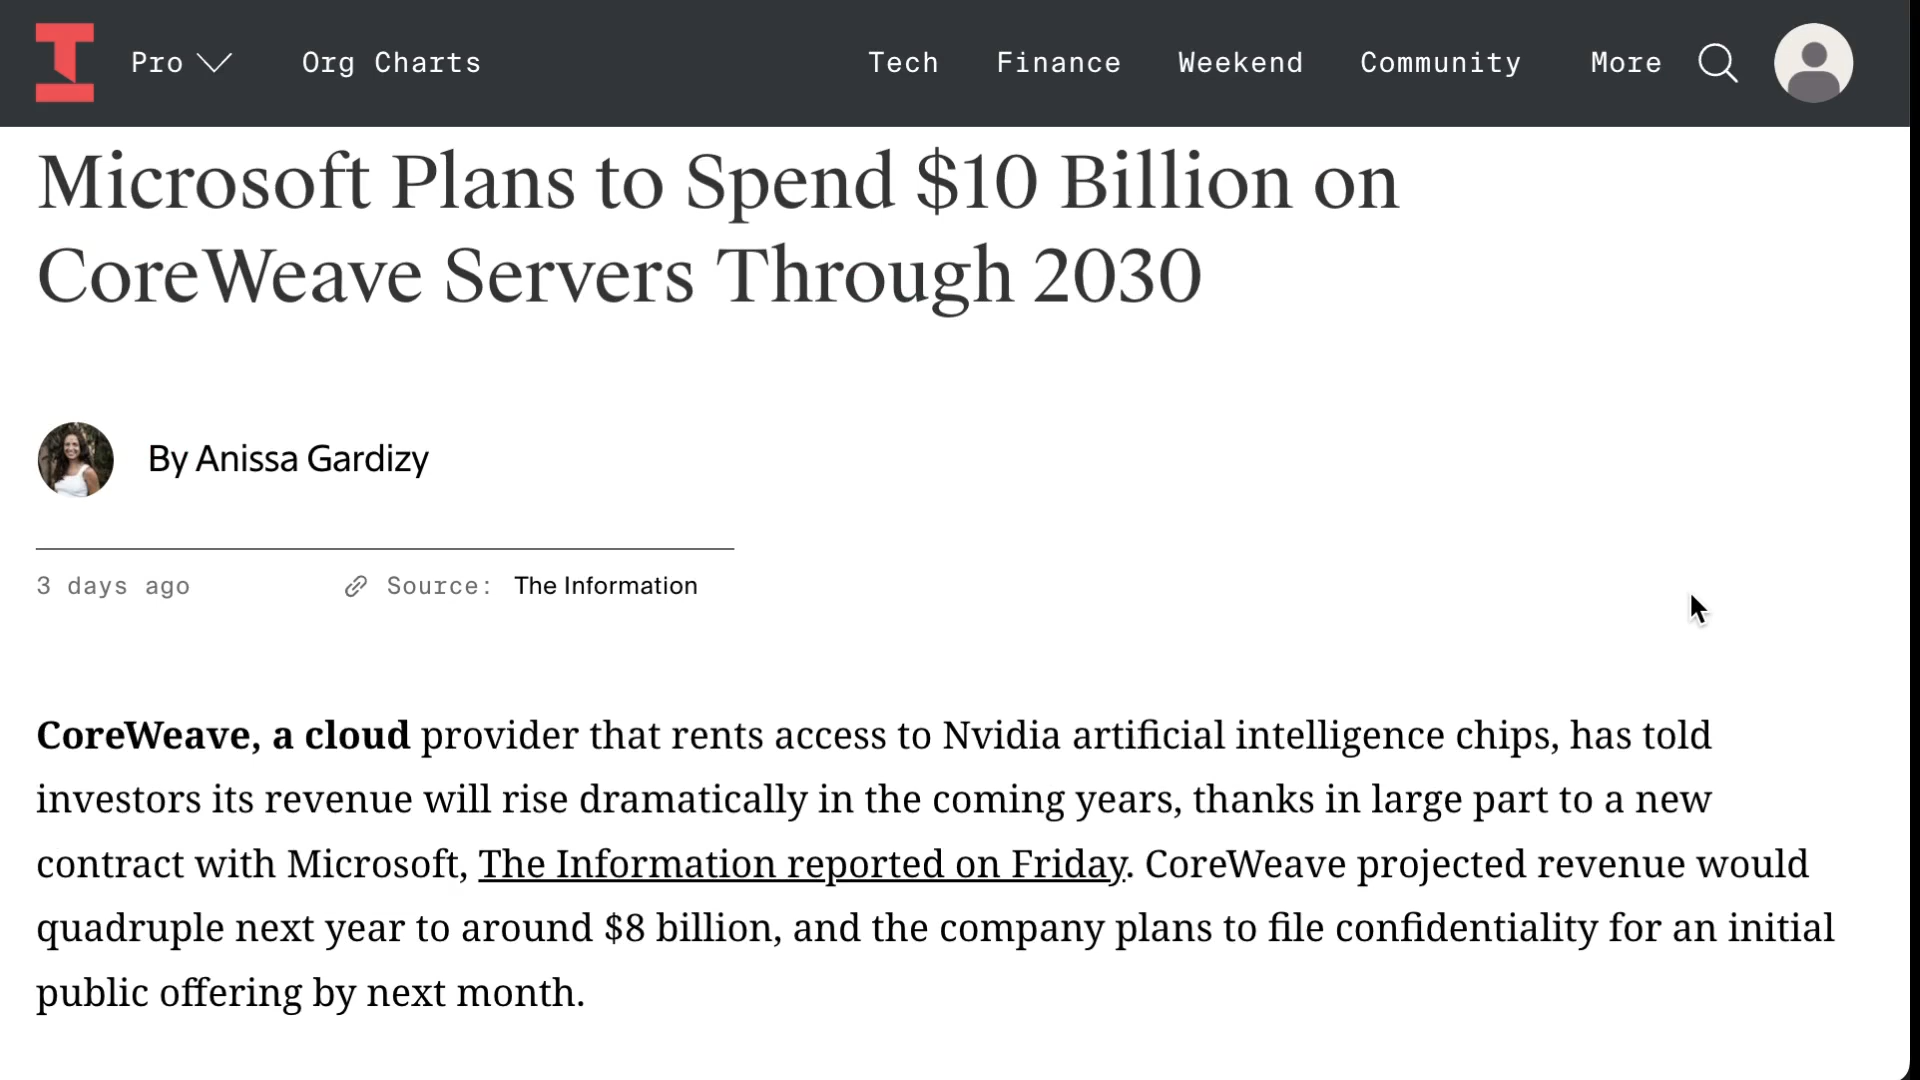 Pro
Org Charts
Tech
Finance
Weekend
Community
More
Microsoft Plans to Spend $10 Billion on
CoreWeave Servers Through 2030
By Anissa Gardizy
3 days ago
Source: The Information
CoreWeave, a cloud provider that rents access to Nvidia artificial intelligence chips, has told
investors its revenue will rise dramatically in the coming years, thanks in large part to a new
contract with Microsoft, The Information reported on Friday. CoreWeave projected revenue would
quadruple next year to around $8 billion, and the company plans to file confidentiality for an initial
public offering by next month.